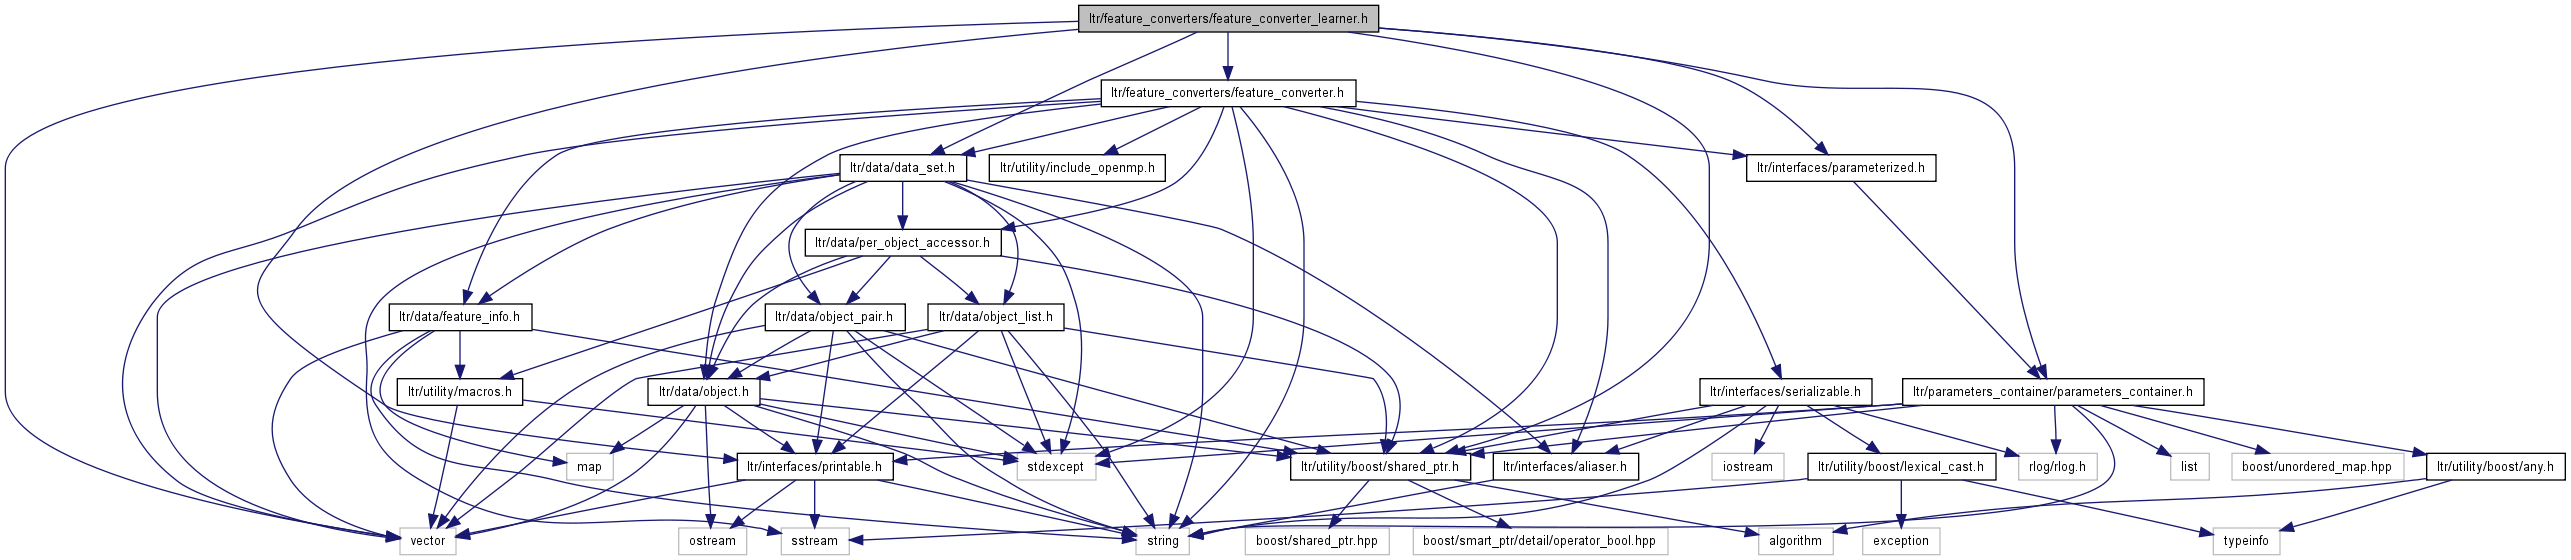 ltr/feature_converters/feature_converter_learner.h
ltr/feature_converters/feature_converter.h
ltr/data/data_set.h
ltr/utility/include_openmp.h
ltr/interfaces/parameterized.h
ltr/data/per_object_accessor.h
ltr/data/feature_info.h
ltr/data/object_pair.h
ltr/data/object_list.h
ltr/utility/macros.h
ltr/data/object.h
ltr/interfaces/serializable.h
ltr/parameters_container/parameters_container.h
map
ltr/interfaces/printable.h
stdexcept
ltr/utility/boost/shared_ptr.h
ltr/interfaces/aliaser.h
iostream
ltr/utility/boost/lexical_cast.h
rlog/rlog.h
list
boost/unordered_map.hpp
ltr/utility/boost/any.h
vector
ostream
sstream
string
boost/shared_ptr.hpp
boost/smart_ptr/detail/operator_bool.hpp
algorithm
exception
typeinfo